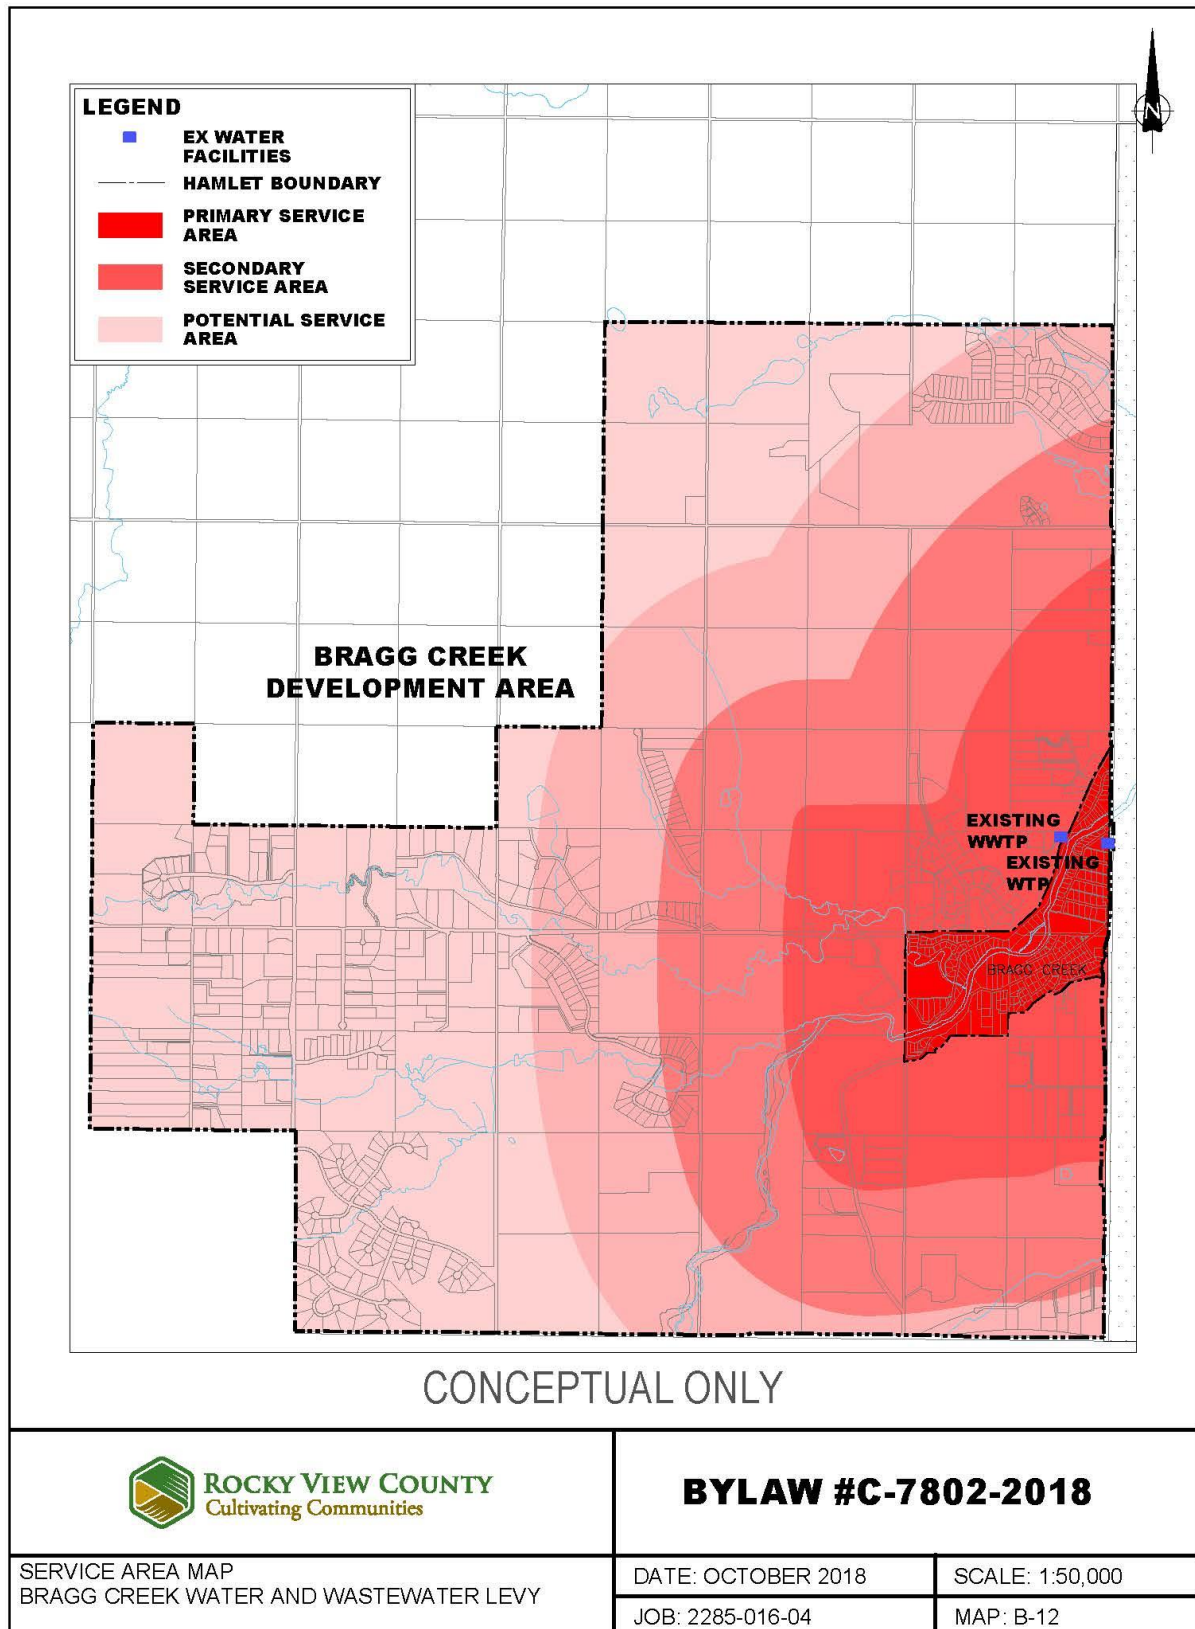 LEGEND
EX WATER
FACILITIES
HAMLET BOUNDARY
PRIMARY SERVICE
AREA
SECONDARY
SERVICE AREA
POTENTIAL SERVICE
AREA
N
BRAGG CREEK
DEVELOPMENT AREA
EXISTING
WWTP
EXISTING
WTP
BRAGG CREEK
CONCEPTUAL ONLY
ROCKY VIEW COUNTY
Cultivating Communities
BYLAW #C-7802-2018
SERVICE AREA MAP
BRAGG CREEK WATER AND WASTEWATER LEVY
DATE: OCTOBER 2018
SCALE: 1:50,000
JOB: 2285-016-04
MAP: B-12